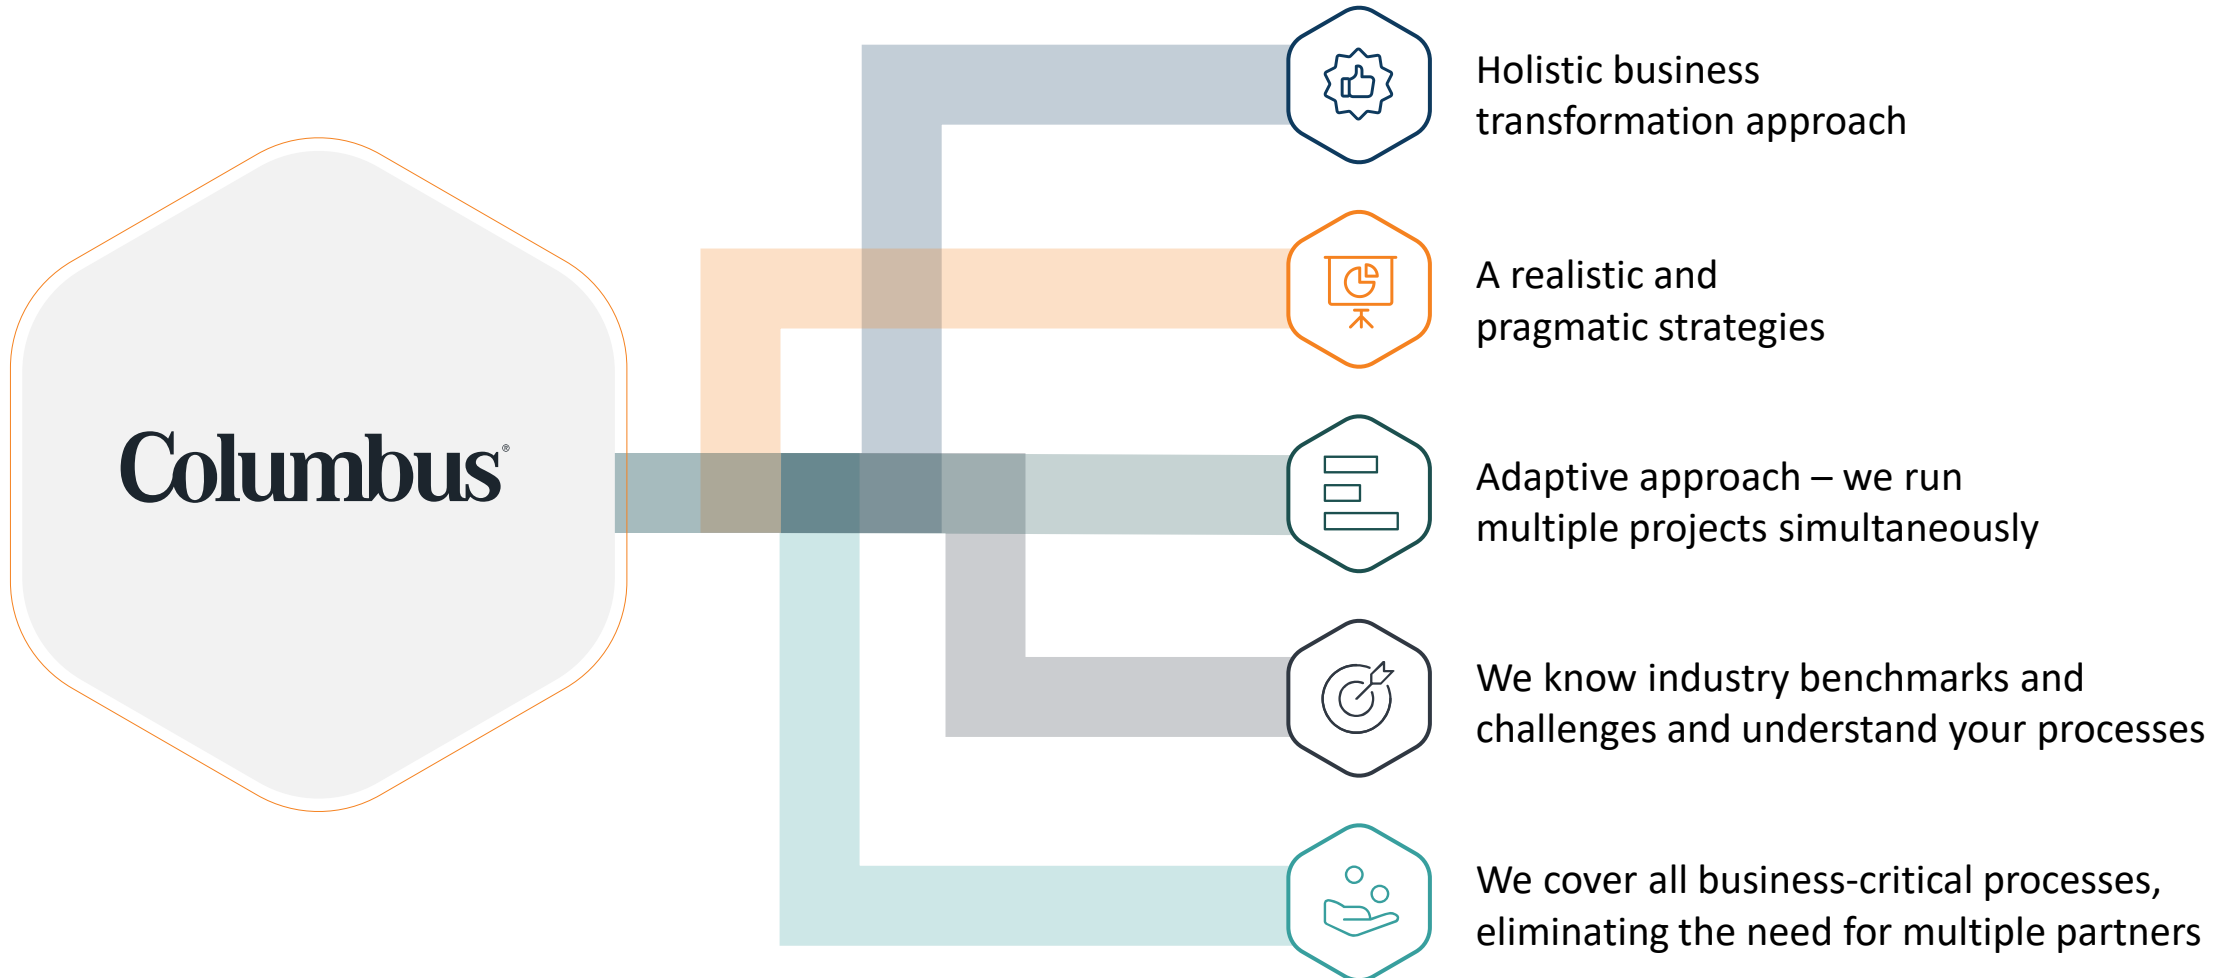 Columbus®
Holistic business
transformation approach
A realistic and
pragmatic strategies
Adaptive approach – we run
multiple projects simultaneously
We know industry benchmarks and
challenges and understand your processes
We cover all business-critical processes,
eliminating the need for multiple partners